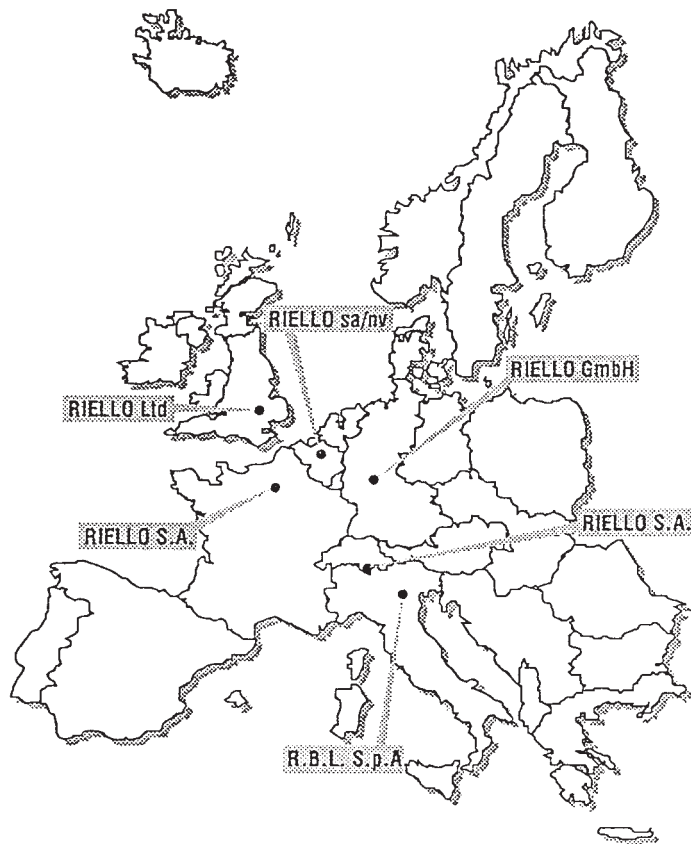 RIELLO sa/nv
RIELLO GmbH
RIELLO Ltd
RIELLO S.A.
RIELLO S.A.
R.B.L. S.p.A